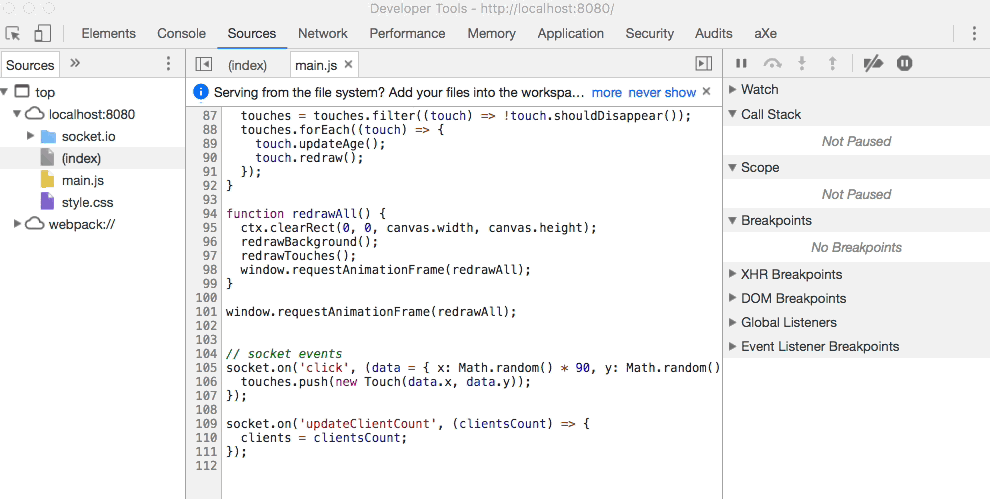 Developer Tools - http://localhost:8080/
Elements Console Sources Network Performance Memory Application Security Audits aXe
Sources »
top
localhost:8080
socket.io
(index)
main.js
style.css
webpack://
(index) main.js ×
Serving from the file system? Add your files into the workspa... more never show ×
87 touches = touches.filter((touch) => !touch.shouldDisappear());
88 touches.forEach((touch) => {
89 touch.updateAge();
90 touch.redraw();
91 });
92 }
93
94 function redrawAll() {
95 ctx.clearRect(0, 0, canvas.width, canvas.height);
96 redrawBackground();
97 redrawTouches();
98 window.requestAnimationFrame(redrawAll);
99 }
100
101 window.requestAnimationFrame(redrawAll);
102
103
104 // socket events
105 socket.on('click', (data = { x: Math.random() * 90, y: Math.random()
106 touches.push(new Touch(data.x, data.y));
107 });
108
109 socket.on('updateClientCount', (clientsCount) => {
110 clients = clientsCount;
111 });
112
Watch
Call Stack
Not Paused
Scope
Not Paused
Breakpoints
No Breakpoints
XHR Breakpoints
DOM Breakpoints
Global Listeners
Event Listener Breakpoints